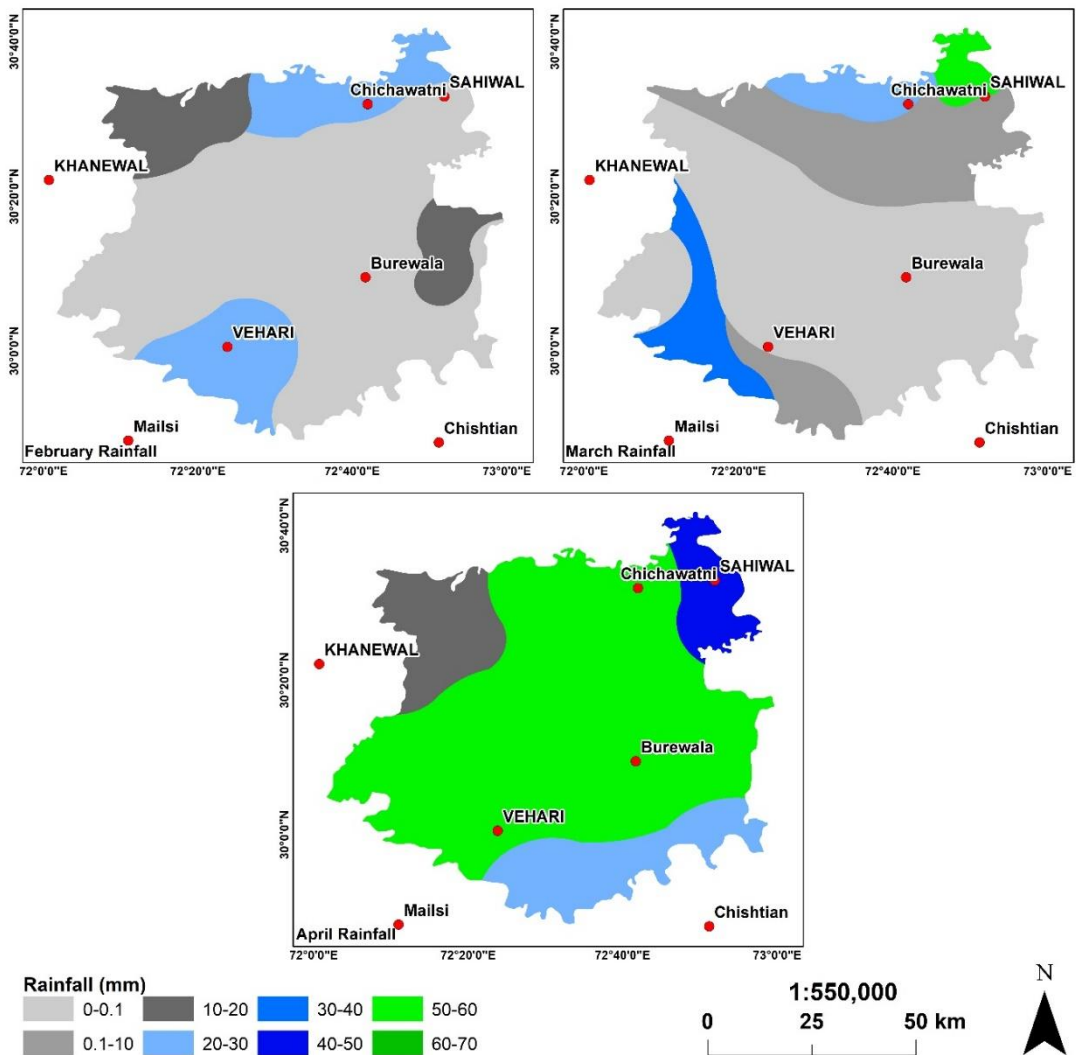 30°40'0"N
30°20'0"N
30°0'0"N
SAHIWAL
Chichawatni
KHANEWAL
Burewala
VEHARI
Mailsi
Chishtian
February Rainfall
72°0'0"E
72°20'0"E
72°40'0"E
73°0'0"E
30°40'0"N
30°20'0"N
30°0'0"N
SAHIWAL
Chichawatni
KHANEWAL
Burewala
VEHARI
Mailsi
Chishtian
March Rainfall
72°0'0"E
72°20'0"E
72°40'0"E
73°0'0"E
30°40'0"N
30°20'0"N
30°0'0"N
SAHIWAL
Chichawatni
KHANEWAL
Burewala
VEHARI
Mailsi
Chishtian
April Rainfall
72°0'0"E
72°20'0"E
72°40'0"E
73°0'0"E
Rainfall (mm)
0-0.1
10-20
30-40
50-60
0.1-10
20-30
40-50
60-70
1:550,000
0
25
50 km
N